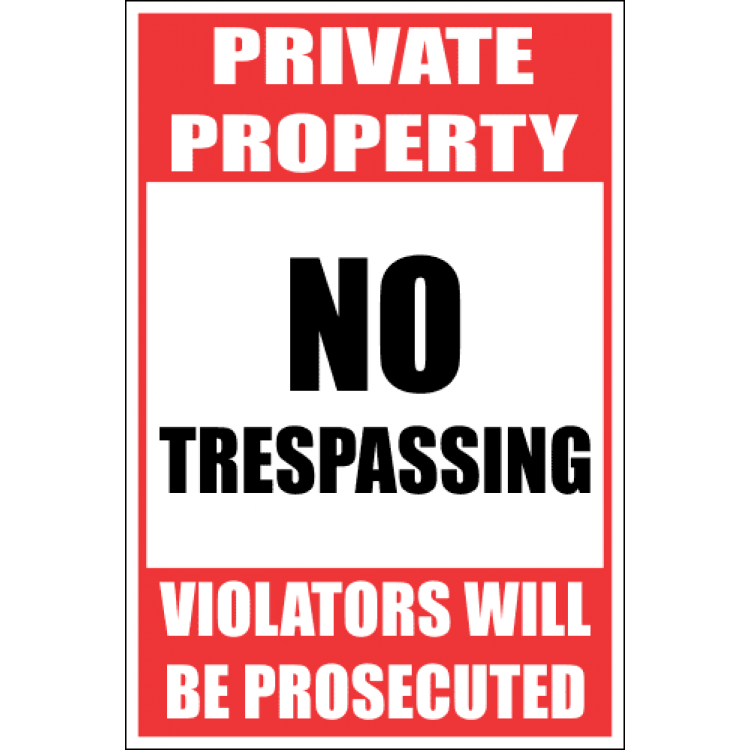 PRIVATE
PROPERTY
NO
TRESPASSING
VIOLATORS WILL
BE PROSECUTED